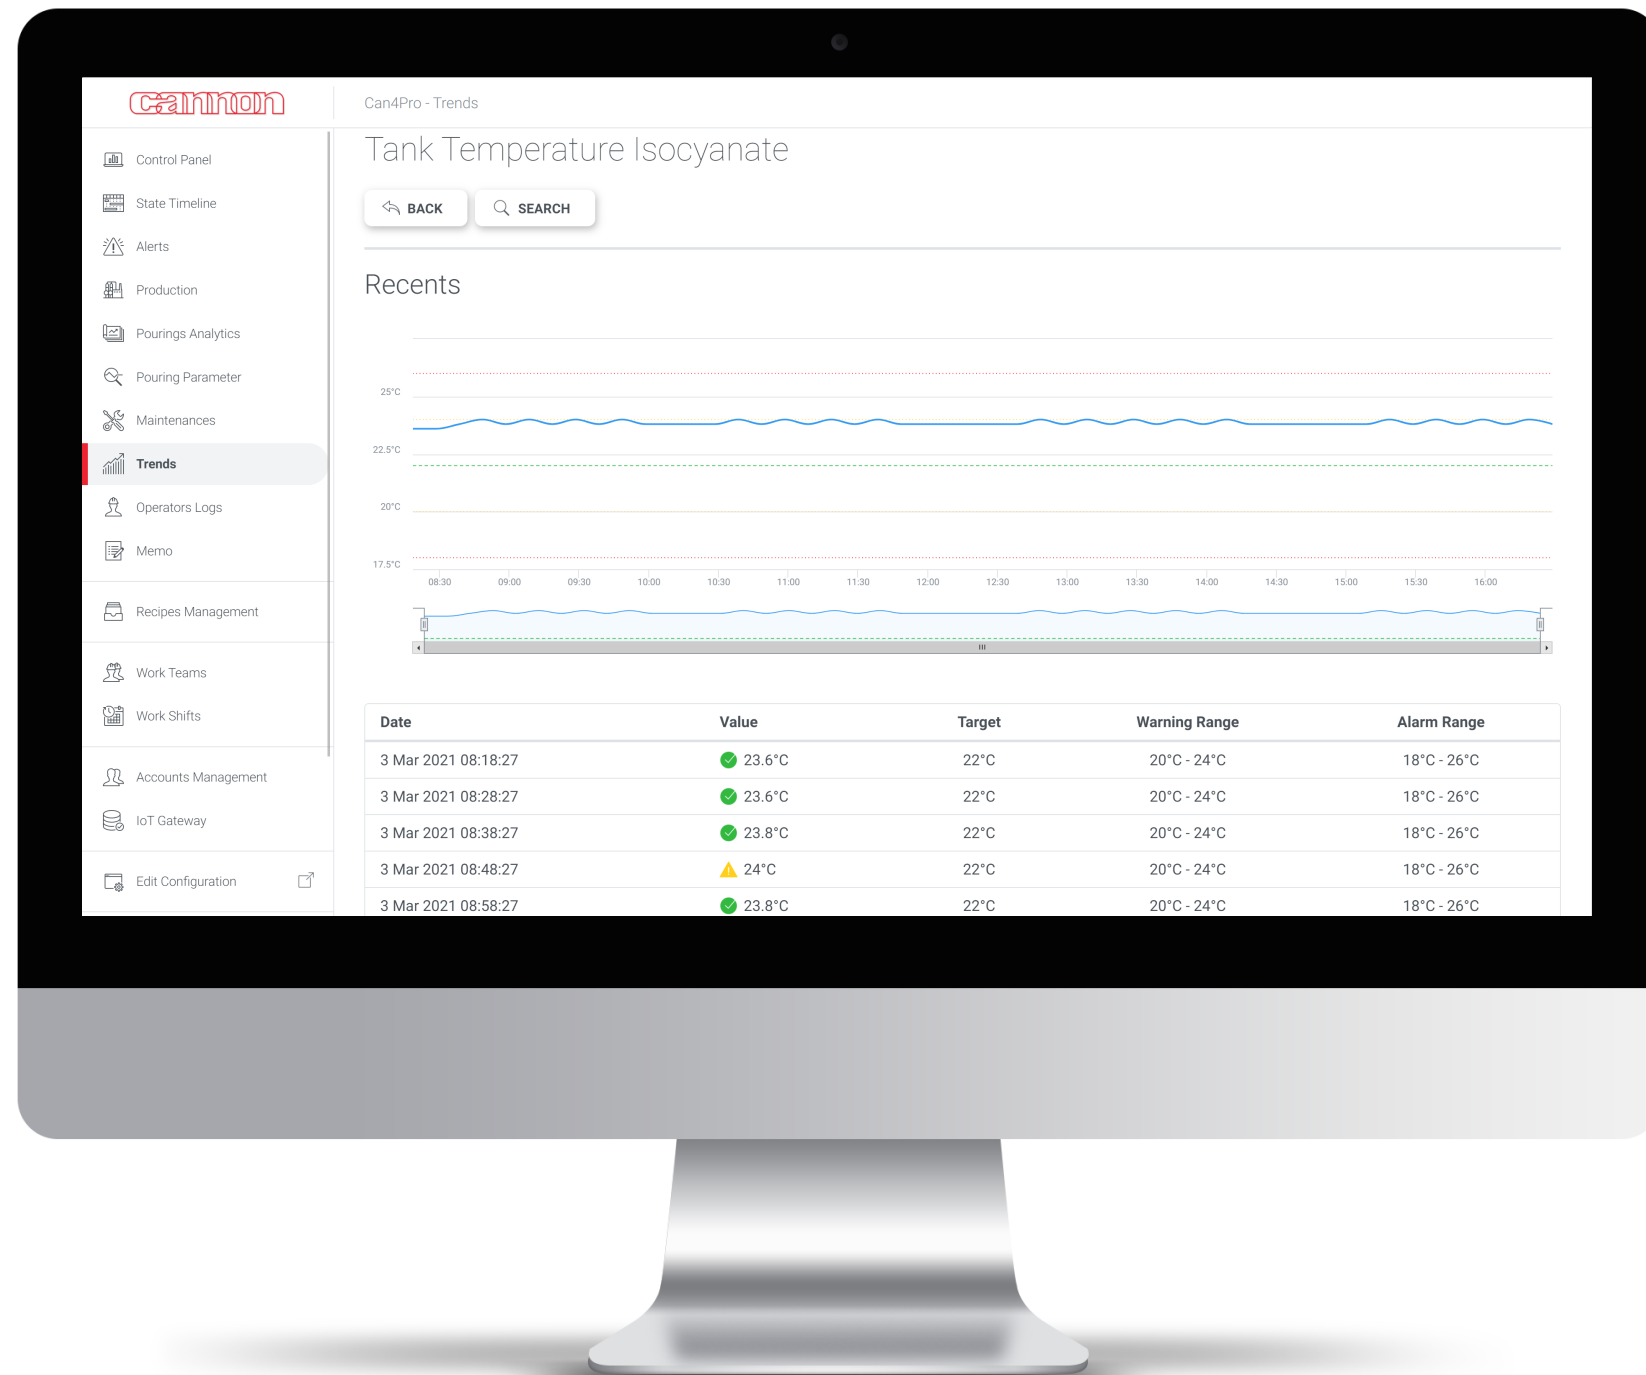 cannon
Can4Pro - Trends
Control Panel
State Timeline
Alerts
Production
Pourings Analytics
Pouring Parameter
Maintenances
Trends
Operators Logs
Memo
Recipes Management
Work Teams
Work Shifts
Accounts Management
IoT Gateway
Edit Configuration
Tank Temperature Isocyanate
BACK SEARCH
Recents
25°C
22.5°C
20°C
17.5°C
08:30 09:00 09:30 10:00 10:30 11:00 11:30 12:00 12:30 13:00 13:30 14:00 14:30 15:00 15:30 16:00
Date Value Target Warning Range Alarm Range
3 Mar 2021 08:18:27 23.6°C 22°C 20°C - 24°C 18°C - 26°C
3 Mar 2021 08:28:27 23.6°C 22°C 20°C - 24°C 18°C - 26°C
3 Mar 2021 08:38:27 23.8°C 22°C 20°C - 24°C 18°C - 26°C
3 Mar 2021 08:48:27 24°C 22°C 20°C - 24°C 18°C - 26°C
3 Mar 2021 08:58:27 23.8°C 22°C 20°C - 24°C 18°C - 26°C